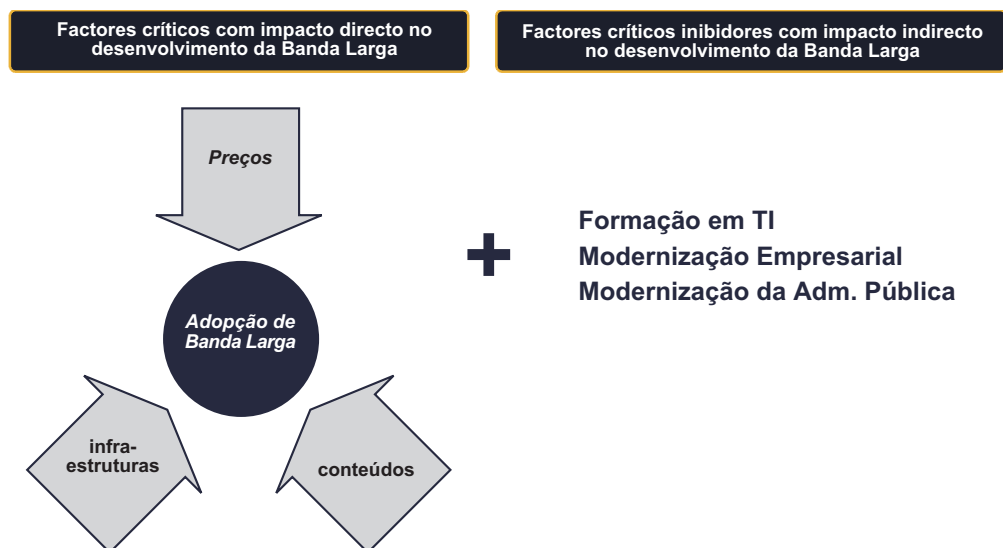 Factores críticos com impacto directo no
desenvolvimento da Banda Larga
Factores críticos inibidores com impacto indirecto
no desenvolvimento da Banda Larga
Preços
Adopção de
Banda Larga
infra-
estruturas
conteúdos
+
Formação em TI
Modernização Empresarial
Modernização da Adm. Pública